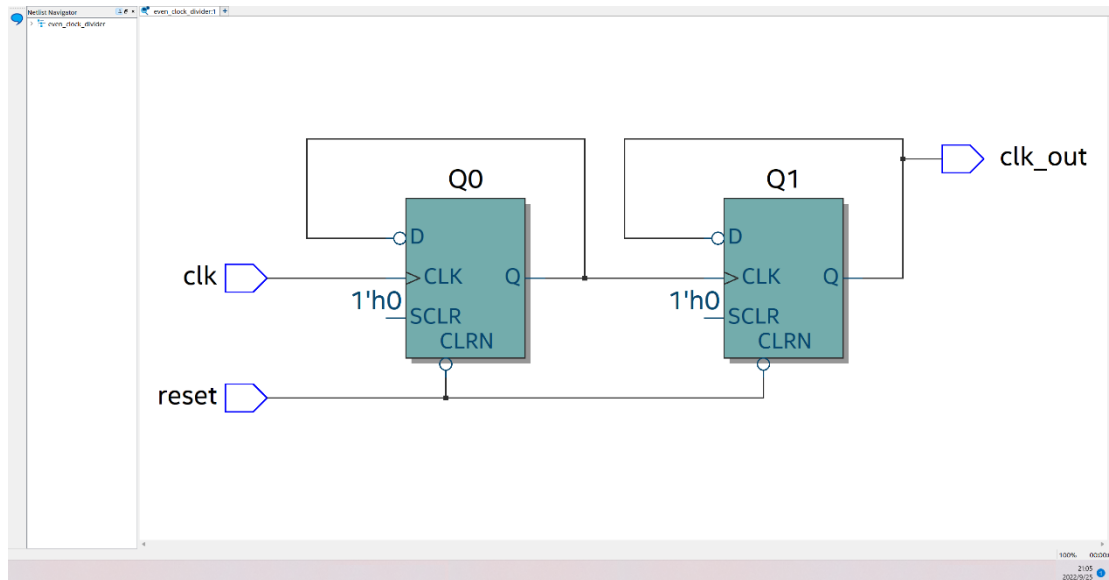 Netlist Navigator
even_clock_divider:1
even_clock_divider
Q0
Q1
clk_out
D
D
clk
CLK
Q
CLK
Q
1'h0
1'h0
SCLR
SCLR
CLRN
CLRN
reset
100%
21:05
2022/9/25